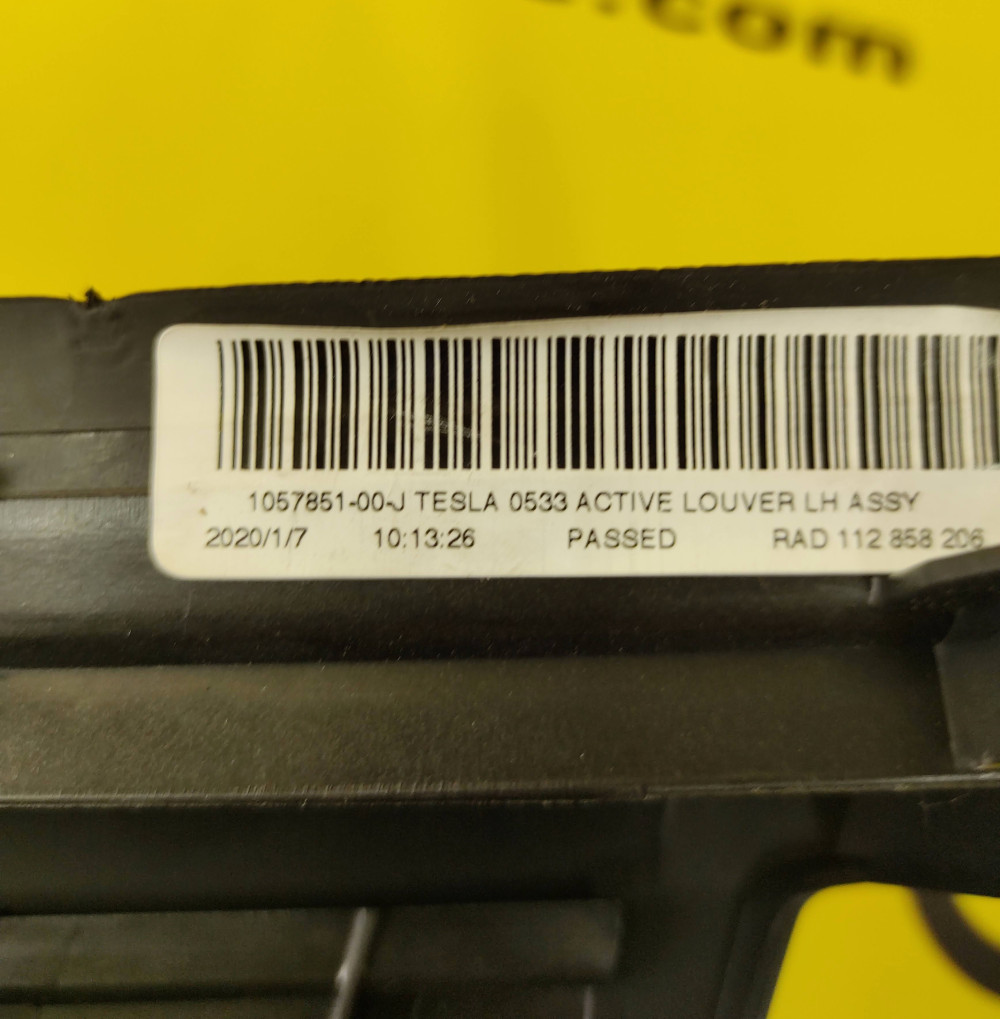 .com
1057851-00-J TESLA 0533 ACTIVE LOUVER LH ASSY
2020/1/7 10:13:26 PASSED RAD 112 858 206